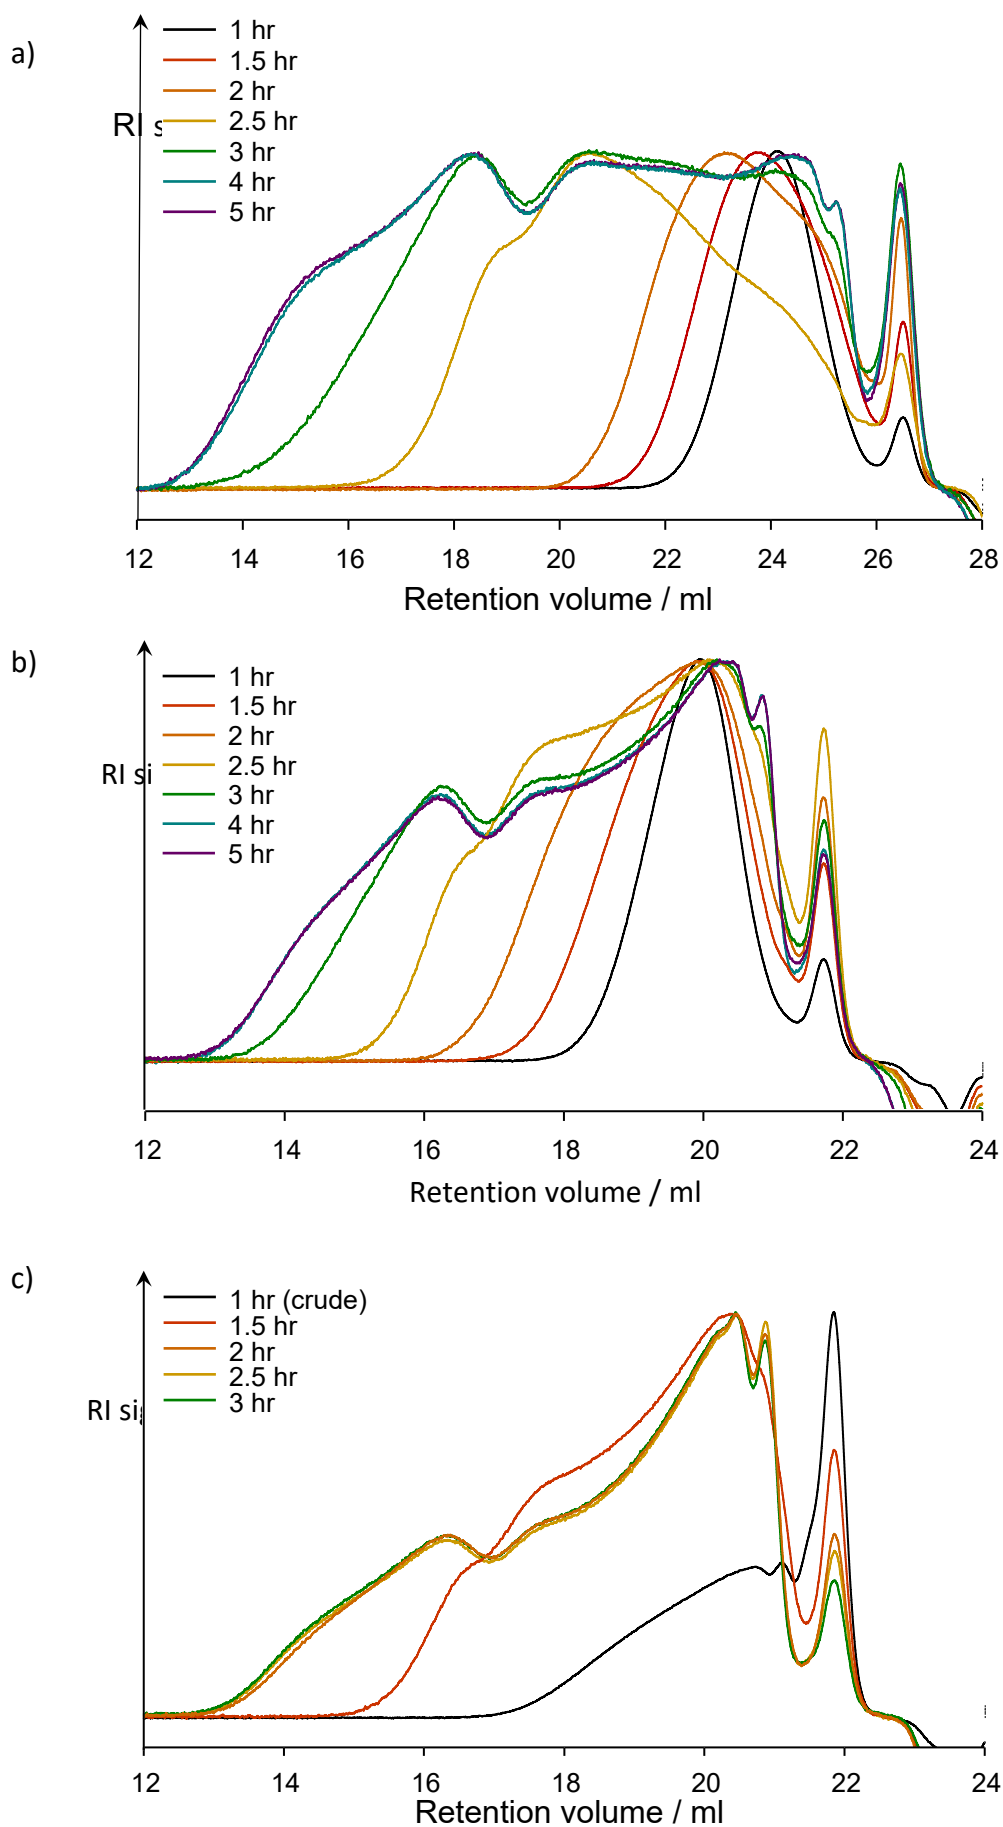 a)
1 hr
1.5 hr
2 hr
2.5 hr
3 hr
4 hr
5 hr
RI s
12 14 16 18 20 22 24 26 28
Retention volume / ml
b)
1 hr
1.5 hr
2 hr
2.5 hr
3 hr
4 hr
5 hr
RI si
12 14 16 18 20 22 24
Retention volume / ml
c)
1 hr (crude)
1.5 hr
2 hr
2.5 hr
3 hr
RI si
12 14 16 18 20 22 24
Retention volume / ml